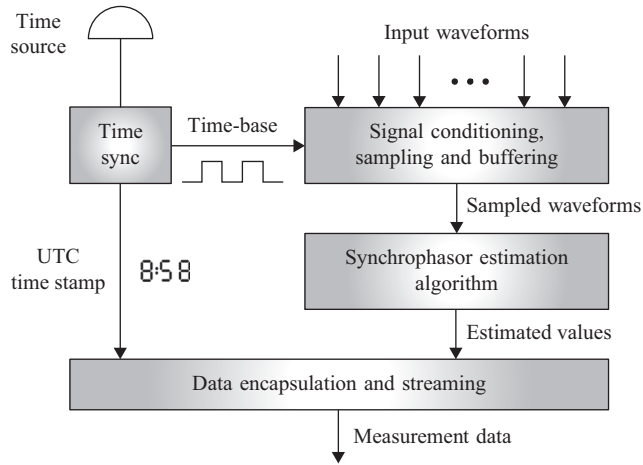 Time
source
Input waveforms
Time
sync
Time-base
Signal conditioning,
sampling and buffering
Sampled waveforms
UTC
time stamp
8:58
Synchrophasor estimation
algorithm
Estimated values
Data encapsulation and streaming
Measurement data